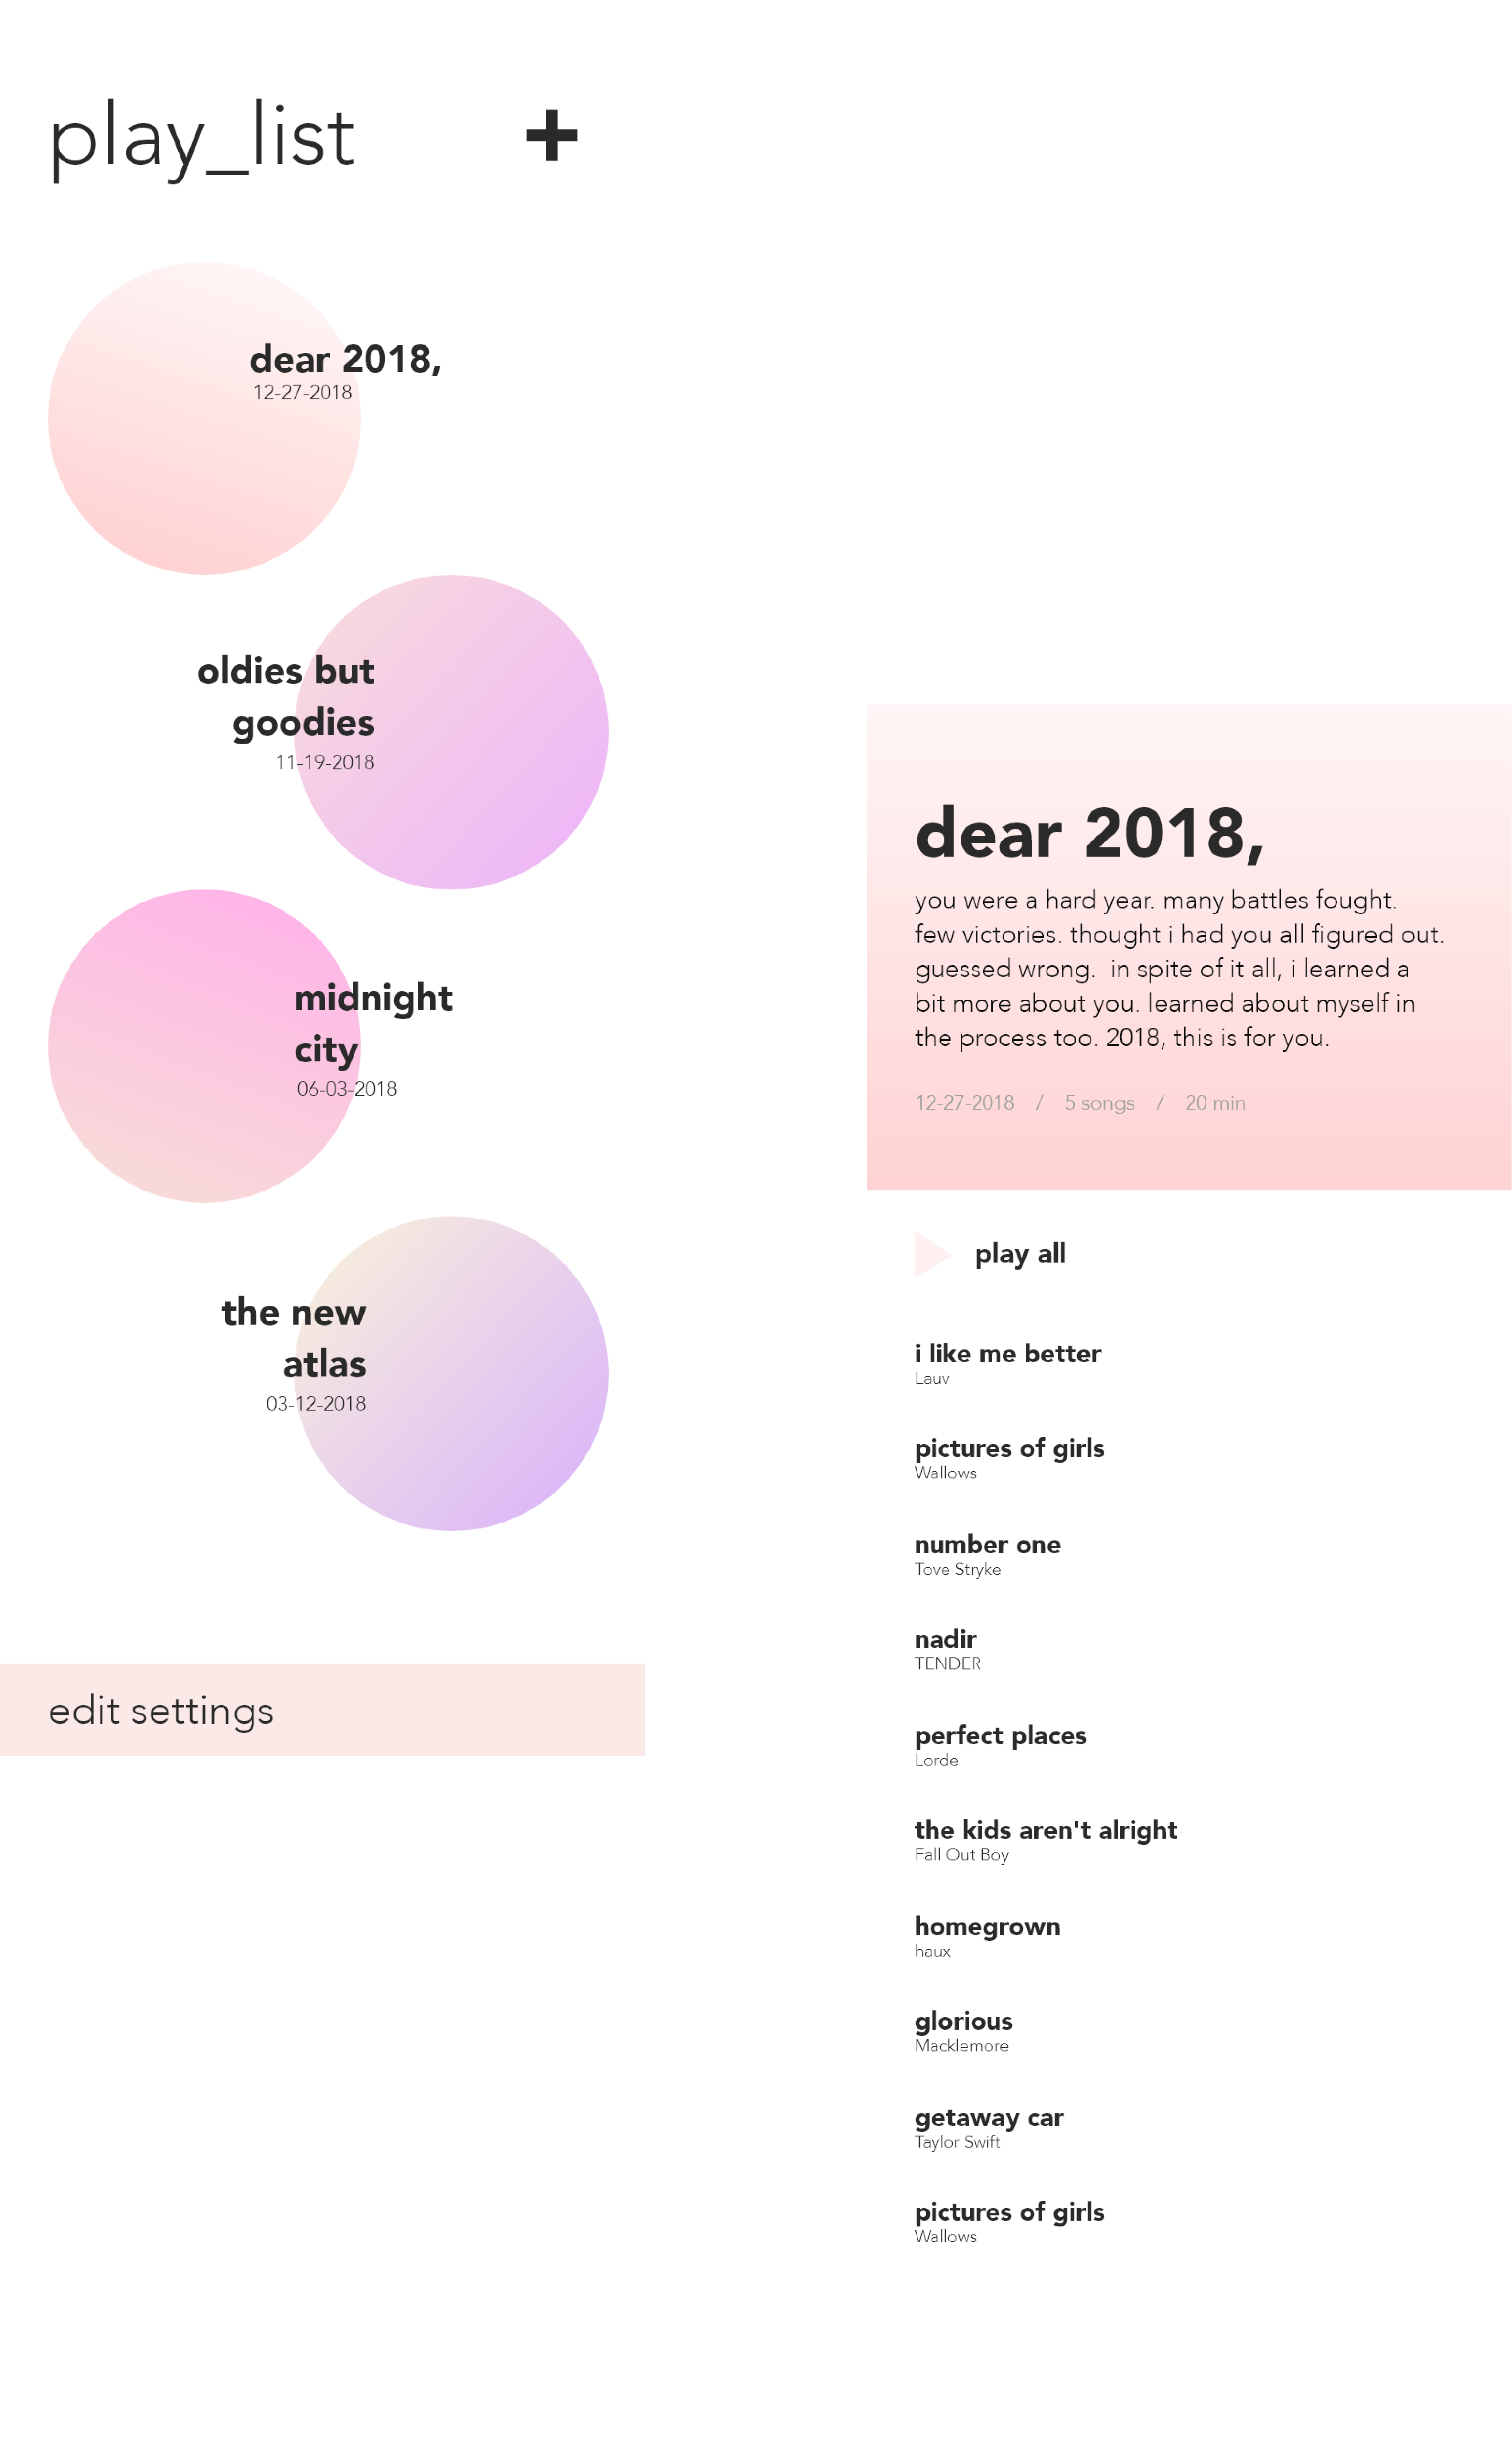 play_list +
dear 2018,
12-27-2018
oldies but
goodies
11-19-2018
midnight
city
06-03-2018
the new
atlas
03-12-2018
edit settings
dear 2018,
you were a hard year. many battles fought.
few victories. thought i had you all figured out.
guessed wrong.  in spite of it all, i learned a
bit more about you. learned about myself in
the process too. 2018, this is for you.
12-27-2018 / 5 songs / 20 min
play all
i like me better
Lauv
pictures of girls
Wallows
number one
Tove Stryke
nadir
TENDER
perfect places
Lorde
the kids aren't alright
Fall Out Boy
homegrown
haux
glorious
Macklemore
getaway car
Taylor Swift
pictures of girls
Wallows